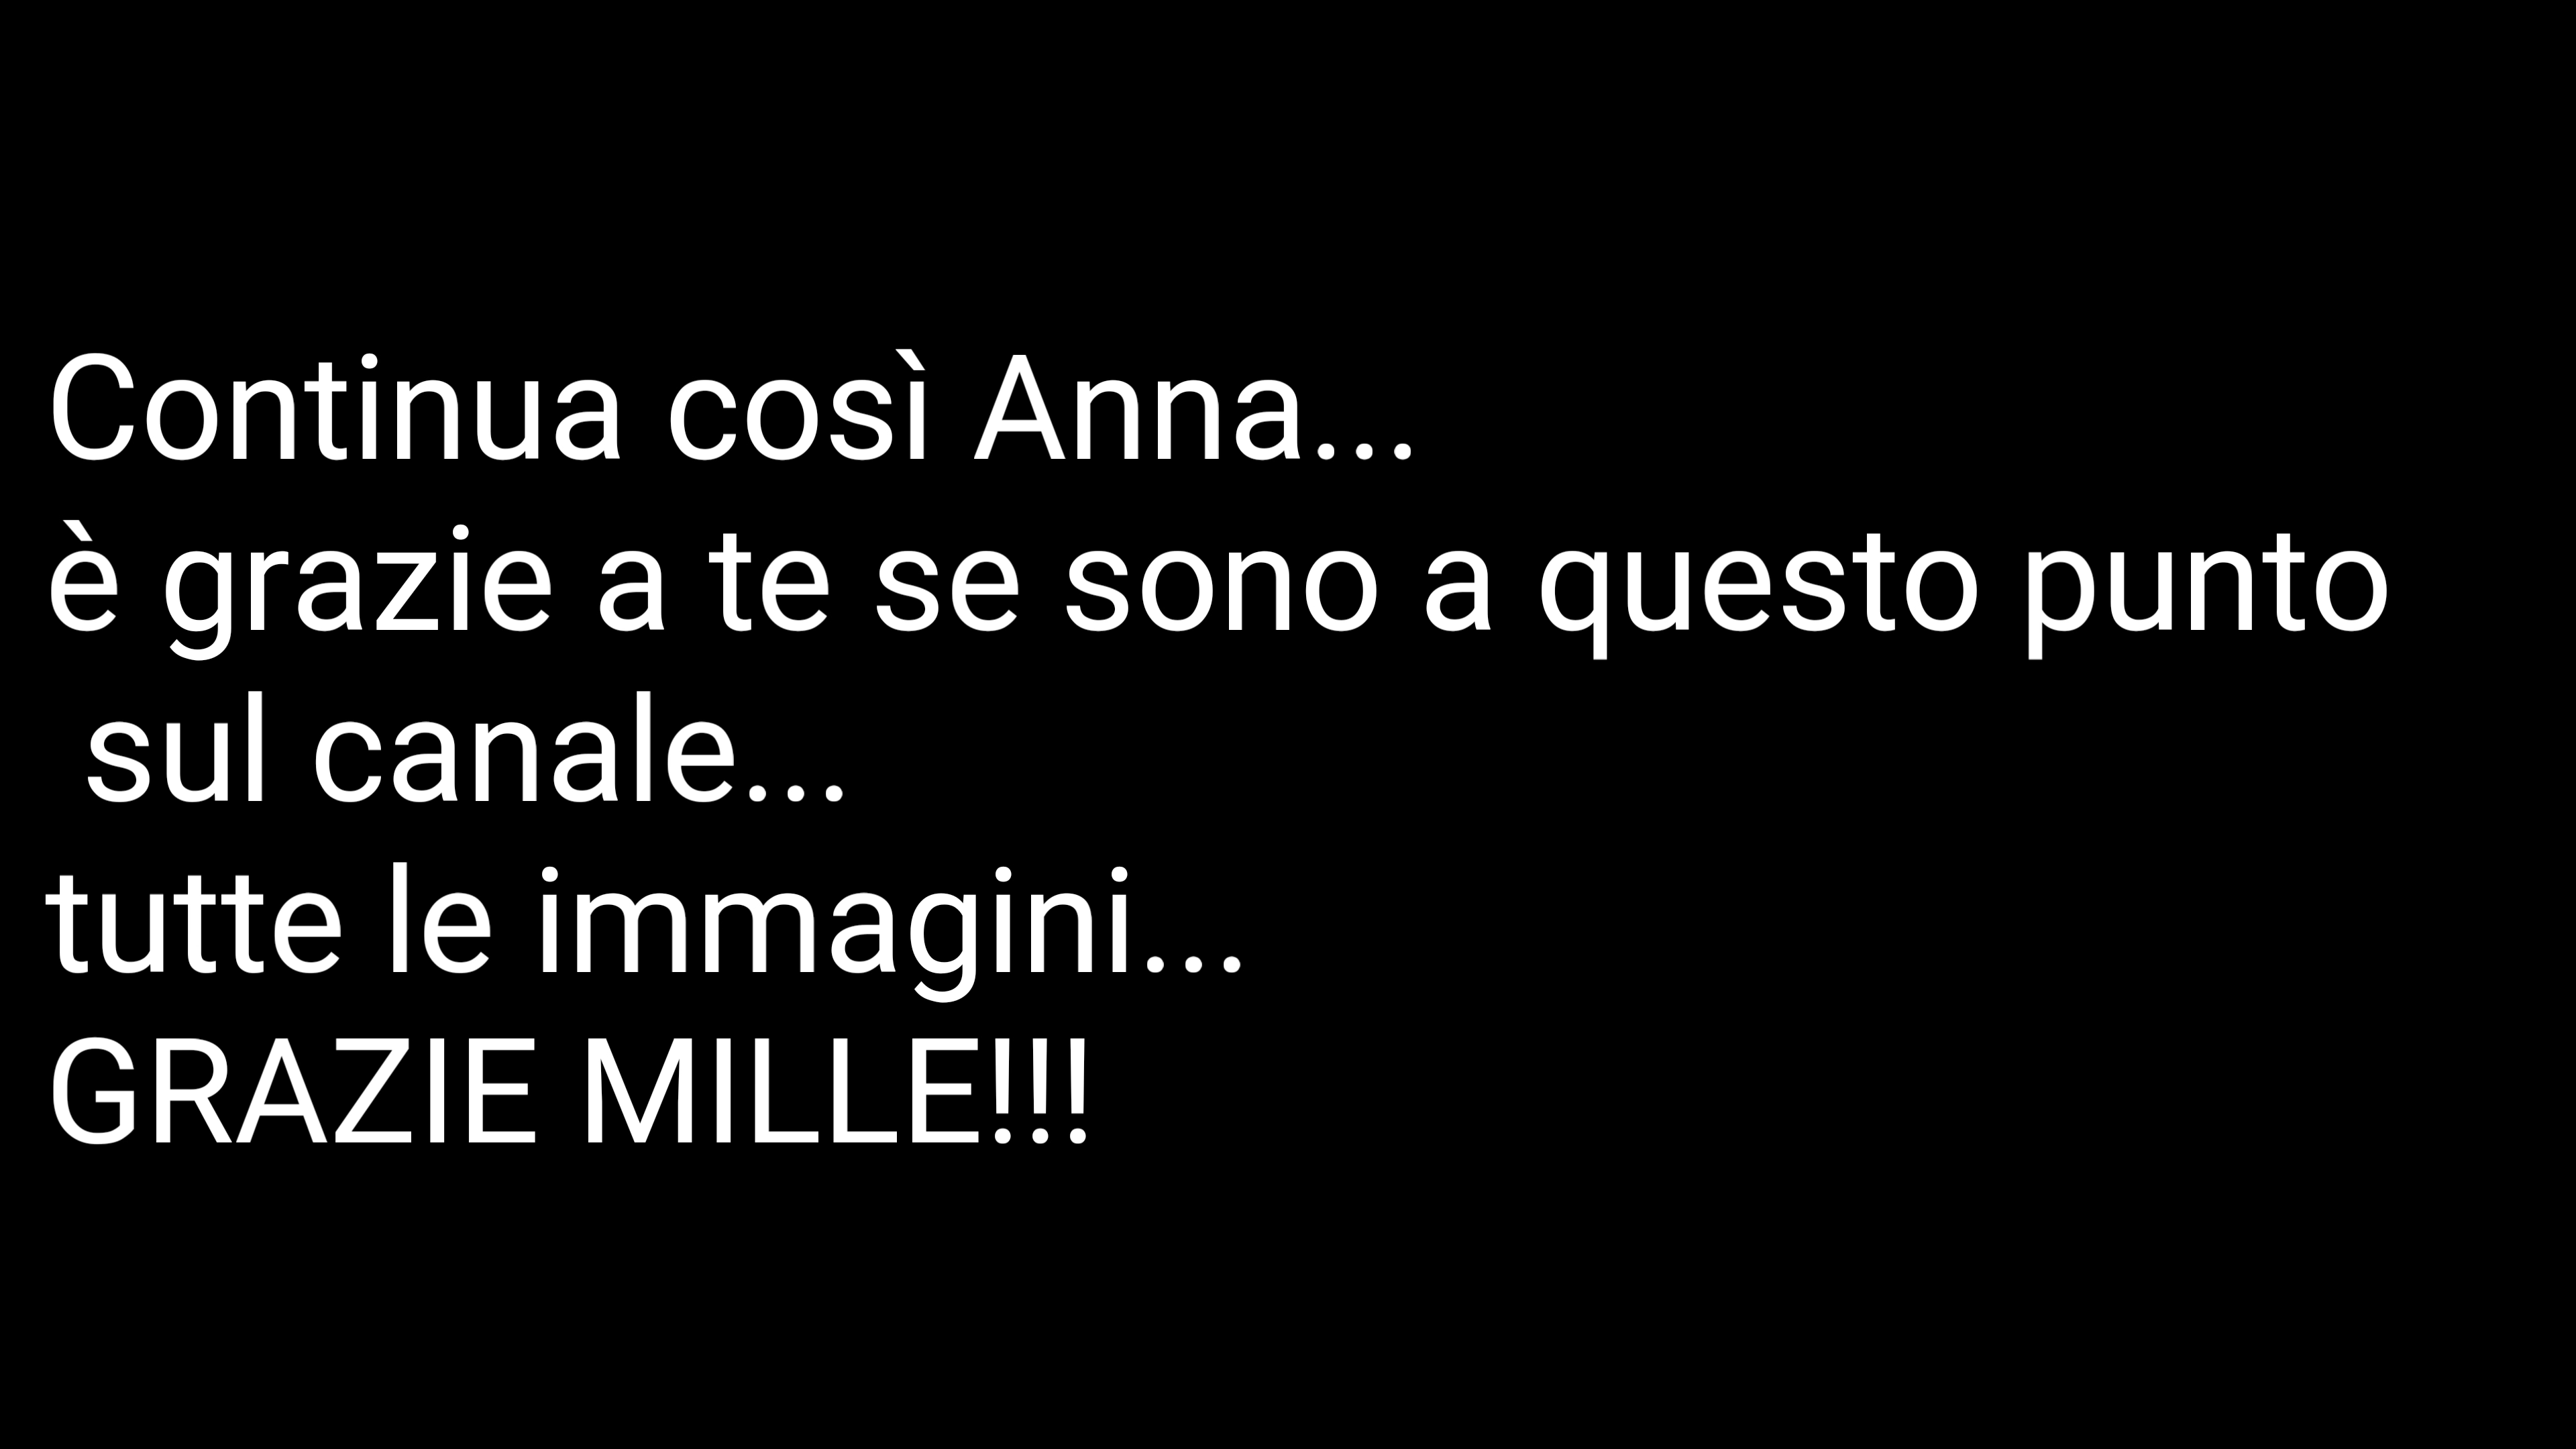 Continua così Anna...
è grazie a te se sono a questo punto
sul canale...
tutte le immagini...
GRAZIE MILLE!!!